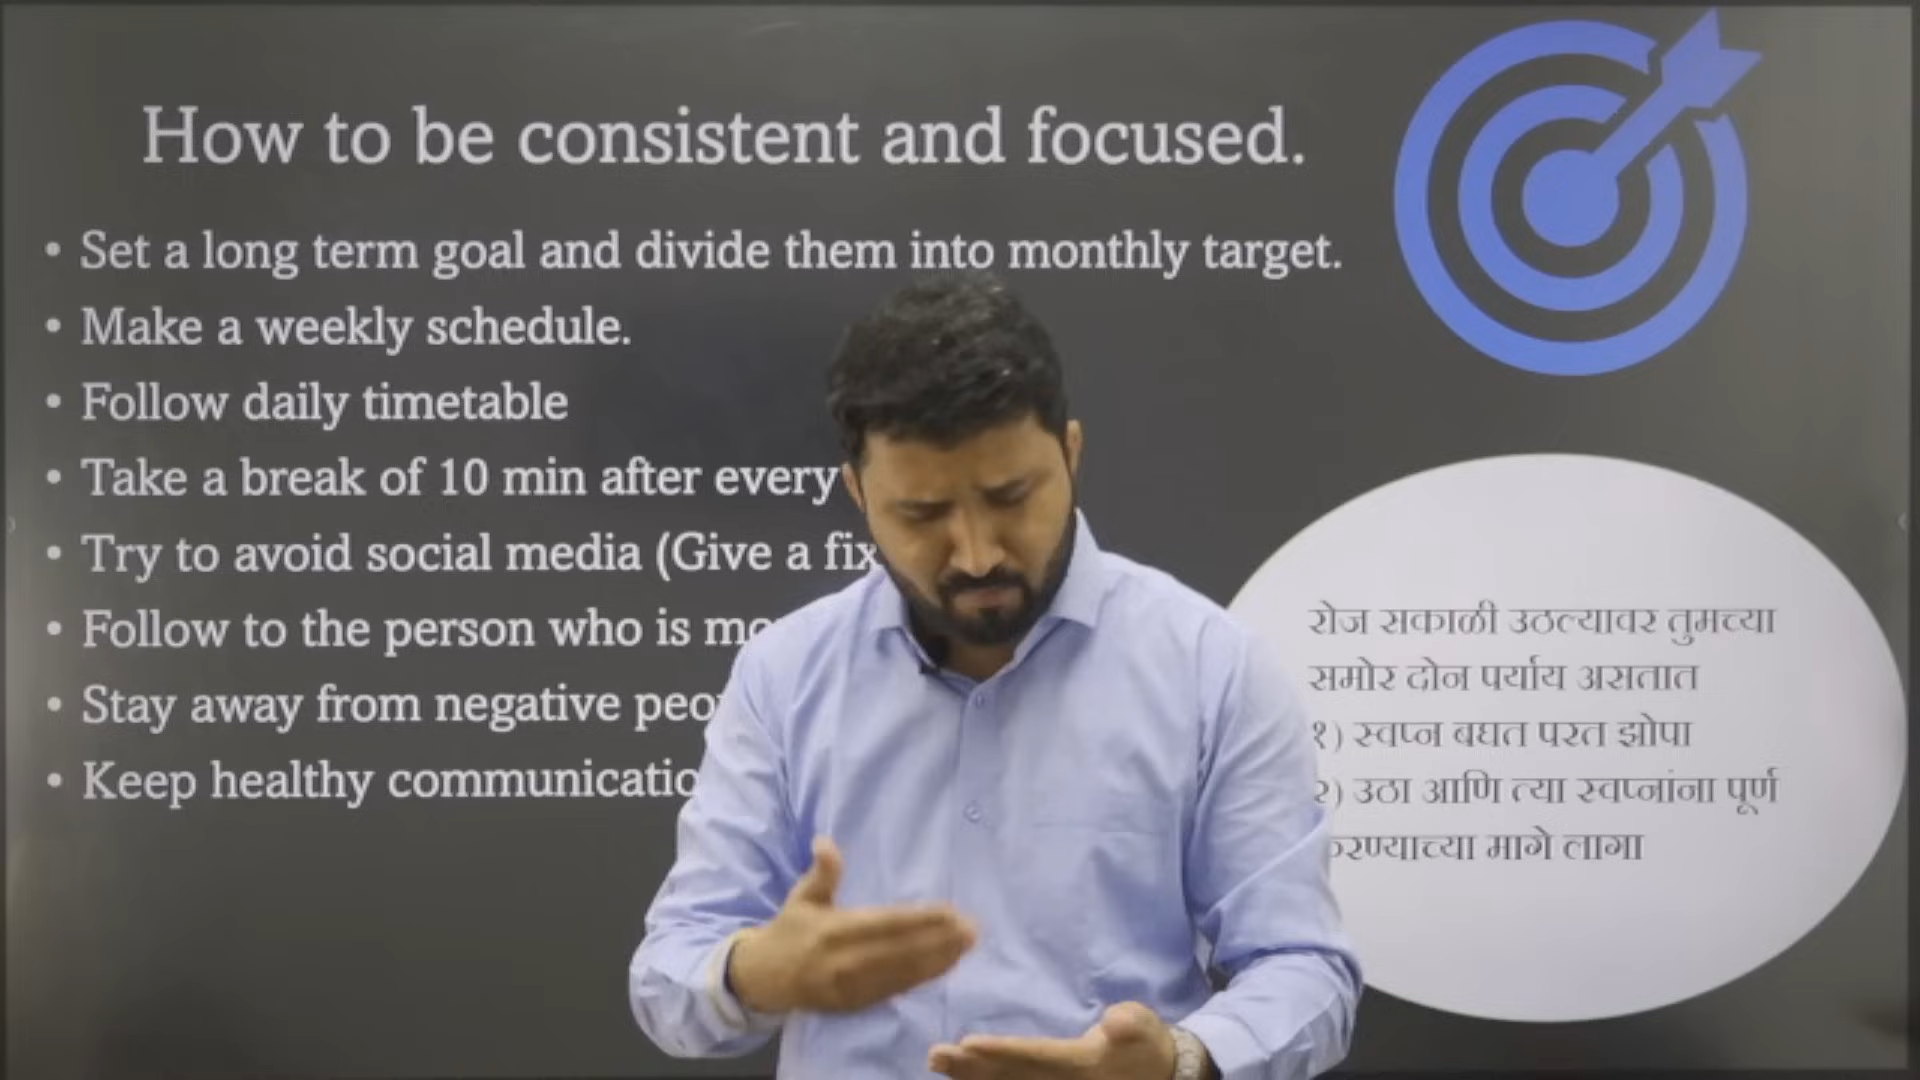 How to be consistent and focused.
• Set a long term goal and divide them into monthly target.
• Make a weekly schedule.
• Follow daily timetable
• Take a break of 10 min after every
• Try to avoid social media (Give a
• Follow to the person who is
• Stay away from negative
• Keep healthy
रोज सकाळी उठल्यावर तुमच्या
समोर दोन पर्याय असतात
१) स्वप्न बघत परत झोपा
२) उठा आणि त्या स्वप्नांना पूर्ण
मागे लागा